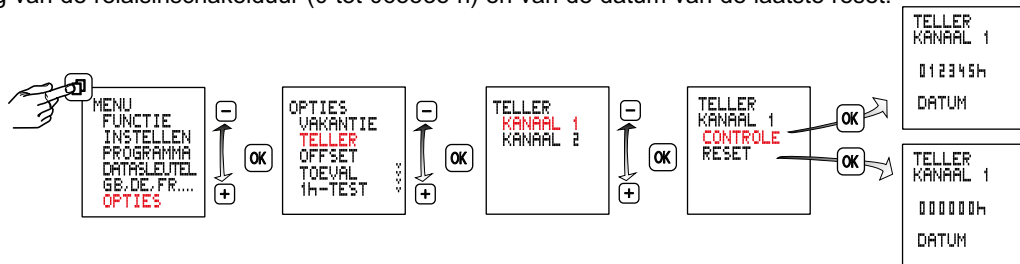 van de relaisinschakelduur (0 tot en van de datum van de laatste reset.
MENU
FUNCTIE
INSTELLEN
PROGRAMMA
DATASLEUTEL
GB,DE,FR....
OPTIES
−
OK
+
OPTIES
VAKANTIE
TELLER
OFFSET
TOEVAL
1h-TEST
−
OK
+
TELLER
KANAAL 1
KANAAL 2
−
OK
+
TELLER
KANAAL 1
CONTROLE
RESET
OK
OK
TELLER
KANAAL 1
012345h
DATUM
TELLER
KANAAL 1
000000h
DATUM